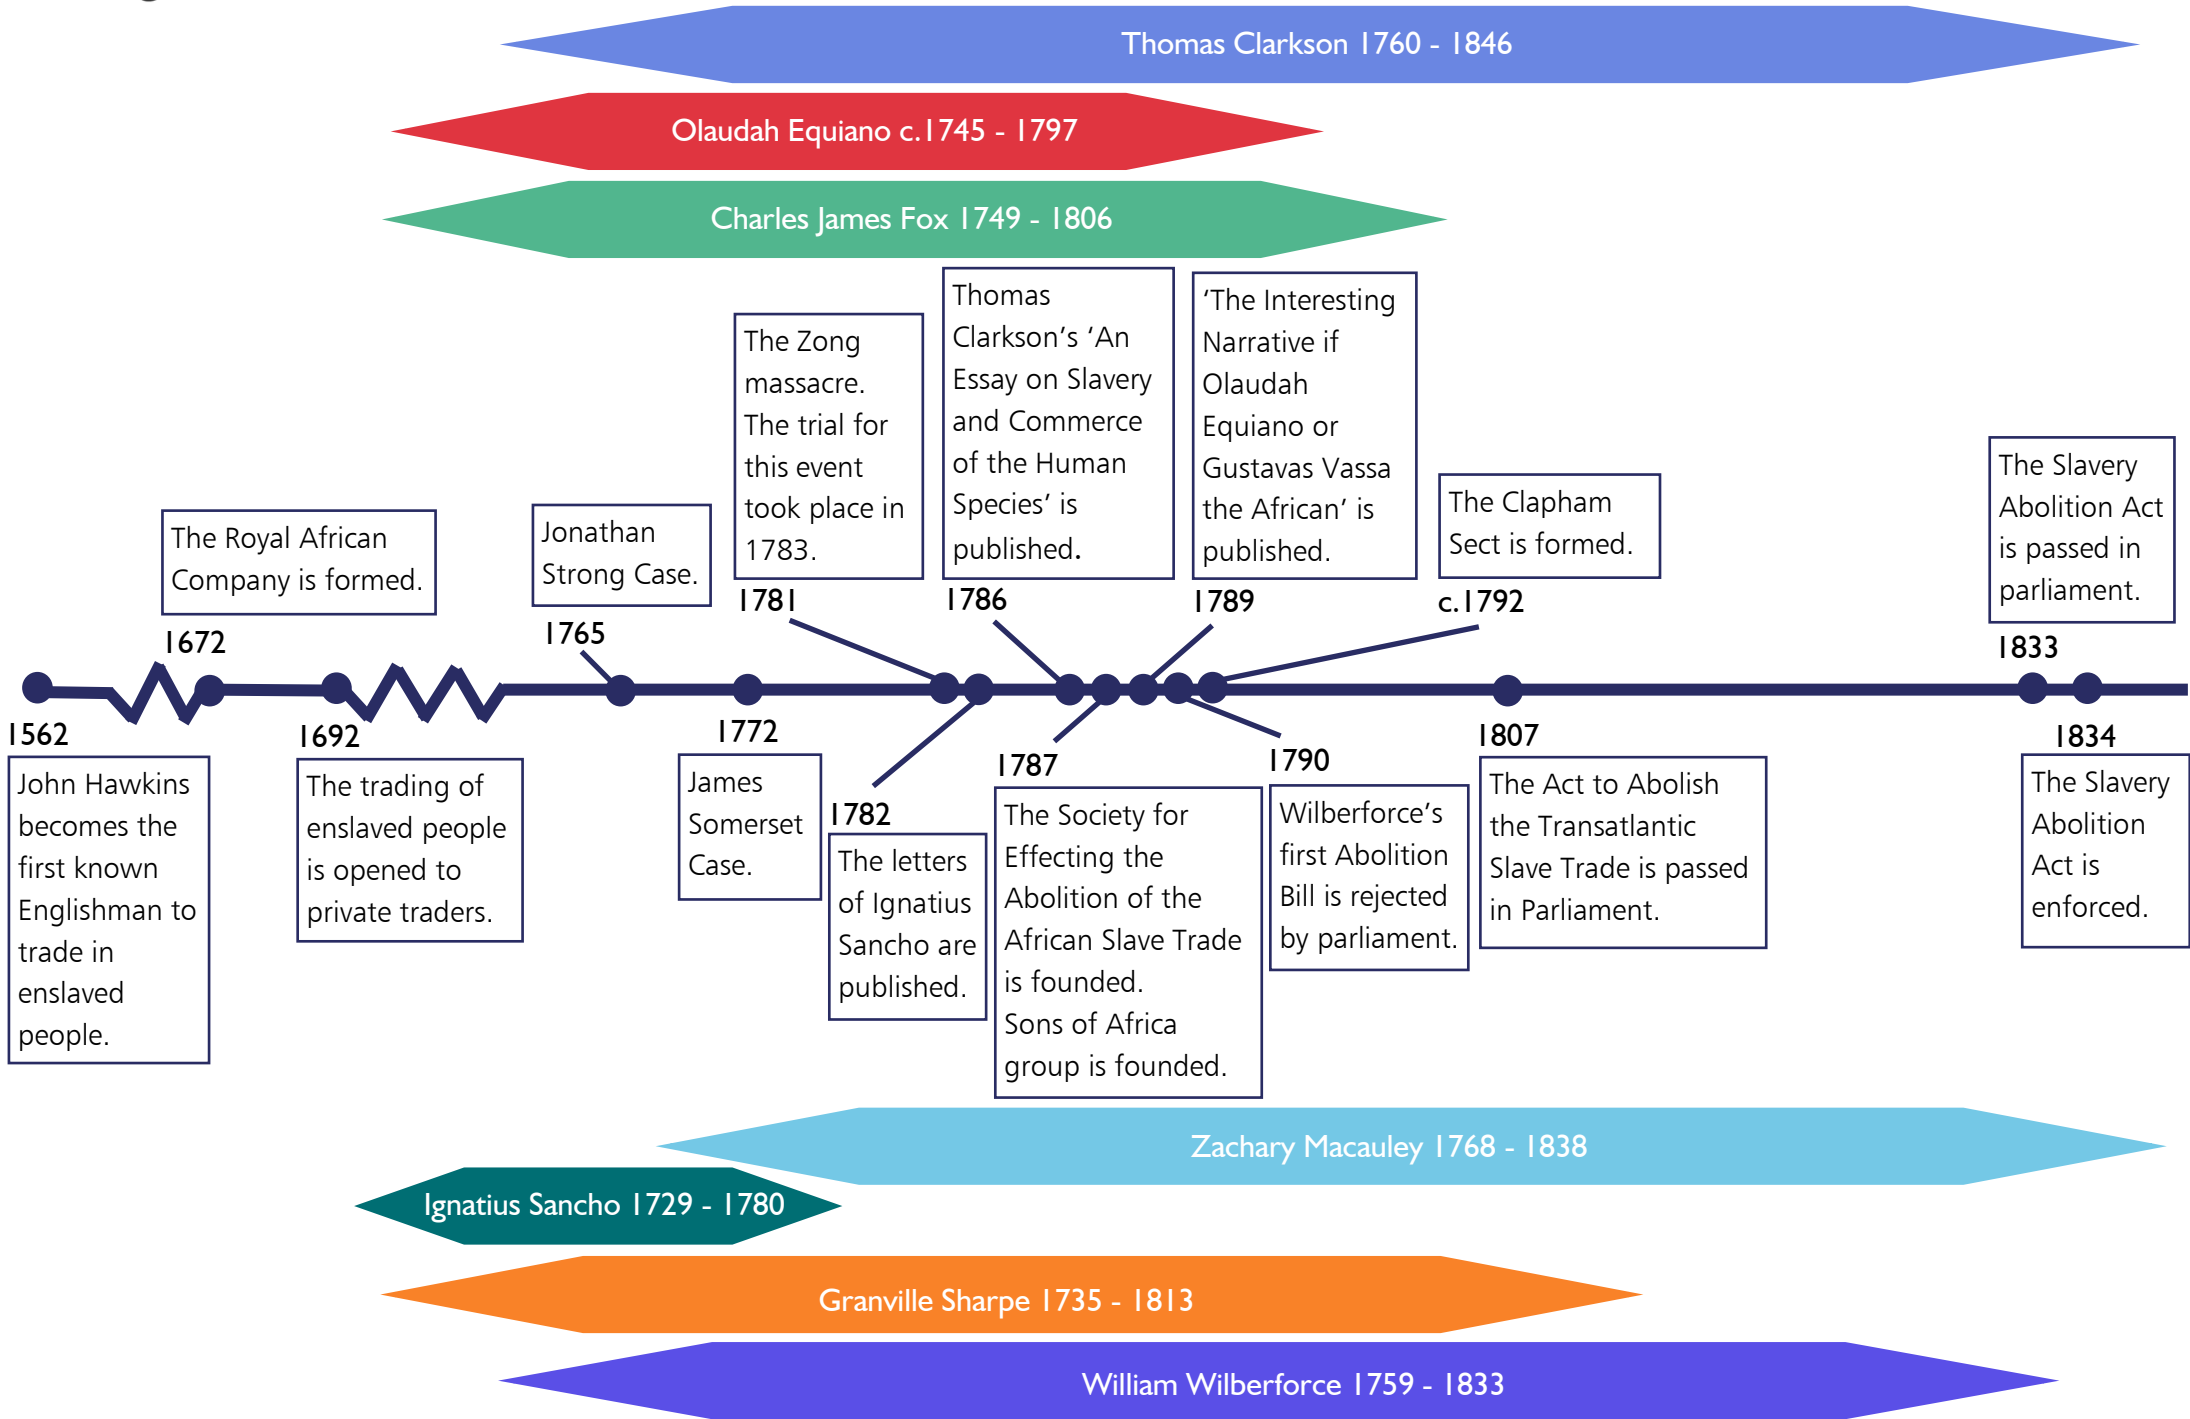 Thomas Clarkson 1760 - 1846
Olaudah Equiano c.1745 - 1797
Charles James Fox 1749 - 1806
1562
John Hawkins
becomes the
first known
Englishman to
trade in
enslaved
people.
The Royal African
Company is formed.
1672
1692
The trading of
enslaved people
is opened to
private traders.
Jonathan
Strong Case.
1765
1772
James
Somerset
Case.
The Zong
massacre.
The trial for
this event
took place in
1783.
1781
1782
The letters
of Ignatius
Sancho are
published.
Thomas
Clarkson’s ‘An
Essay on Slavery
and Commerce
of the Human
Species’ is
published.
1786
1787
The Society for
Effecting the
Abolition of the
African Slave Trade
is founded.
Sons of Africa
group is founded.
‘The Interesting
Narrative if
Olaudah
Equiano or
Gustavas Vassa
the African’ is
published.
1789
1790
Wilberforce’s
first Abolition
Bill is rejected
by parliament.
The Clapham
Sect is formed.
c.1792
1807
The Act to Abolish
the Transatlantic
Slave Trade is passed
in Parliament.
The Slavery
Abolition Act
is passed in
parliament.
1833
1834
The Slavery
Abolition
Act is
enforced.
Zachary Macauley 1768 - 1838
Ignatius Sancho 1729 - 1780
Granville Sharpe 1735 - 1813
William Wilberforce 1759 - 1833